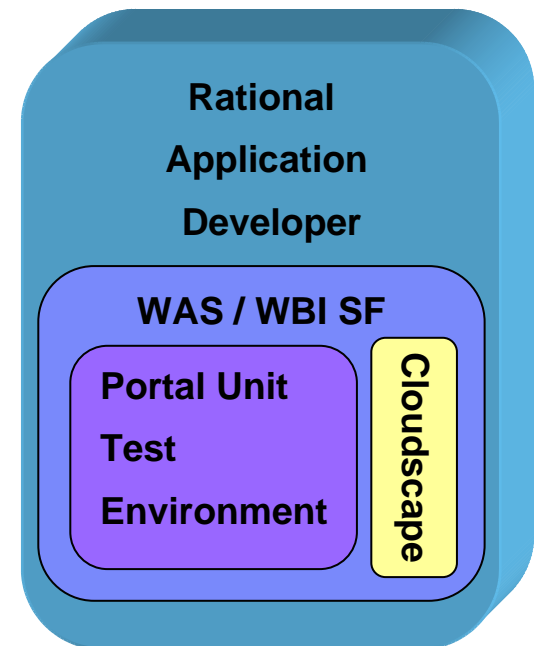 Rational
Application
Developer
WAS / WBI SF
Portal Unit
Test
Environment
Cloudscape